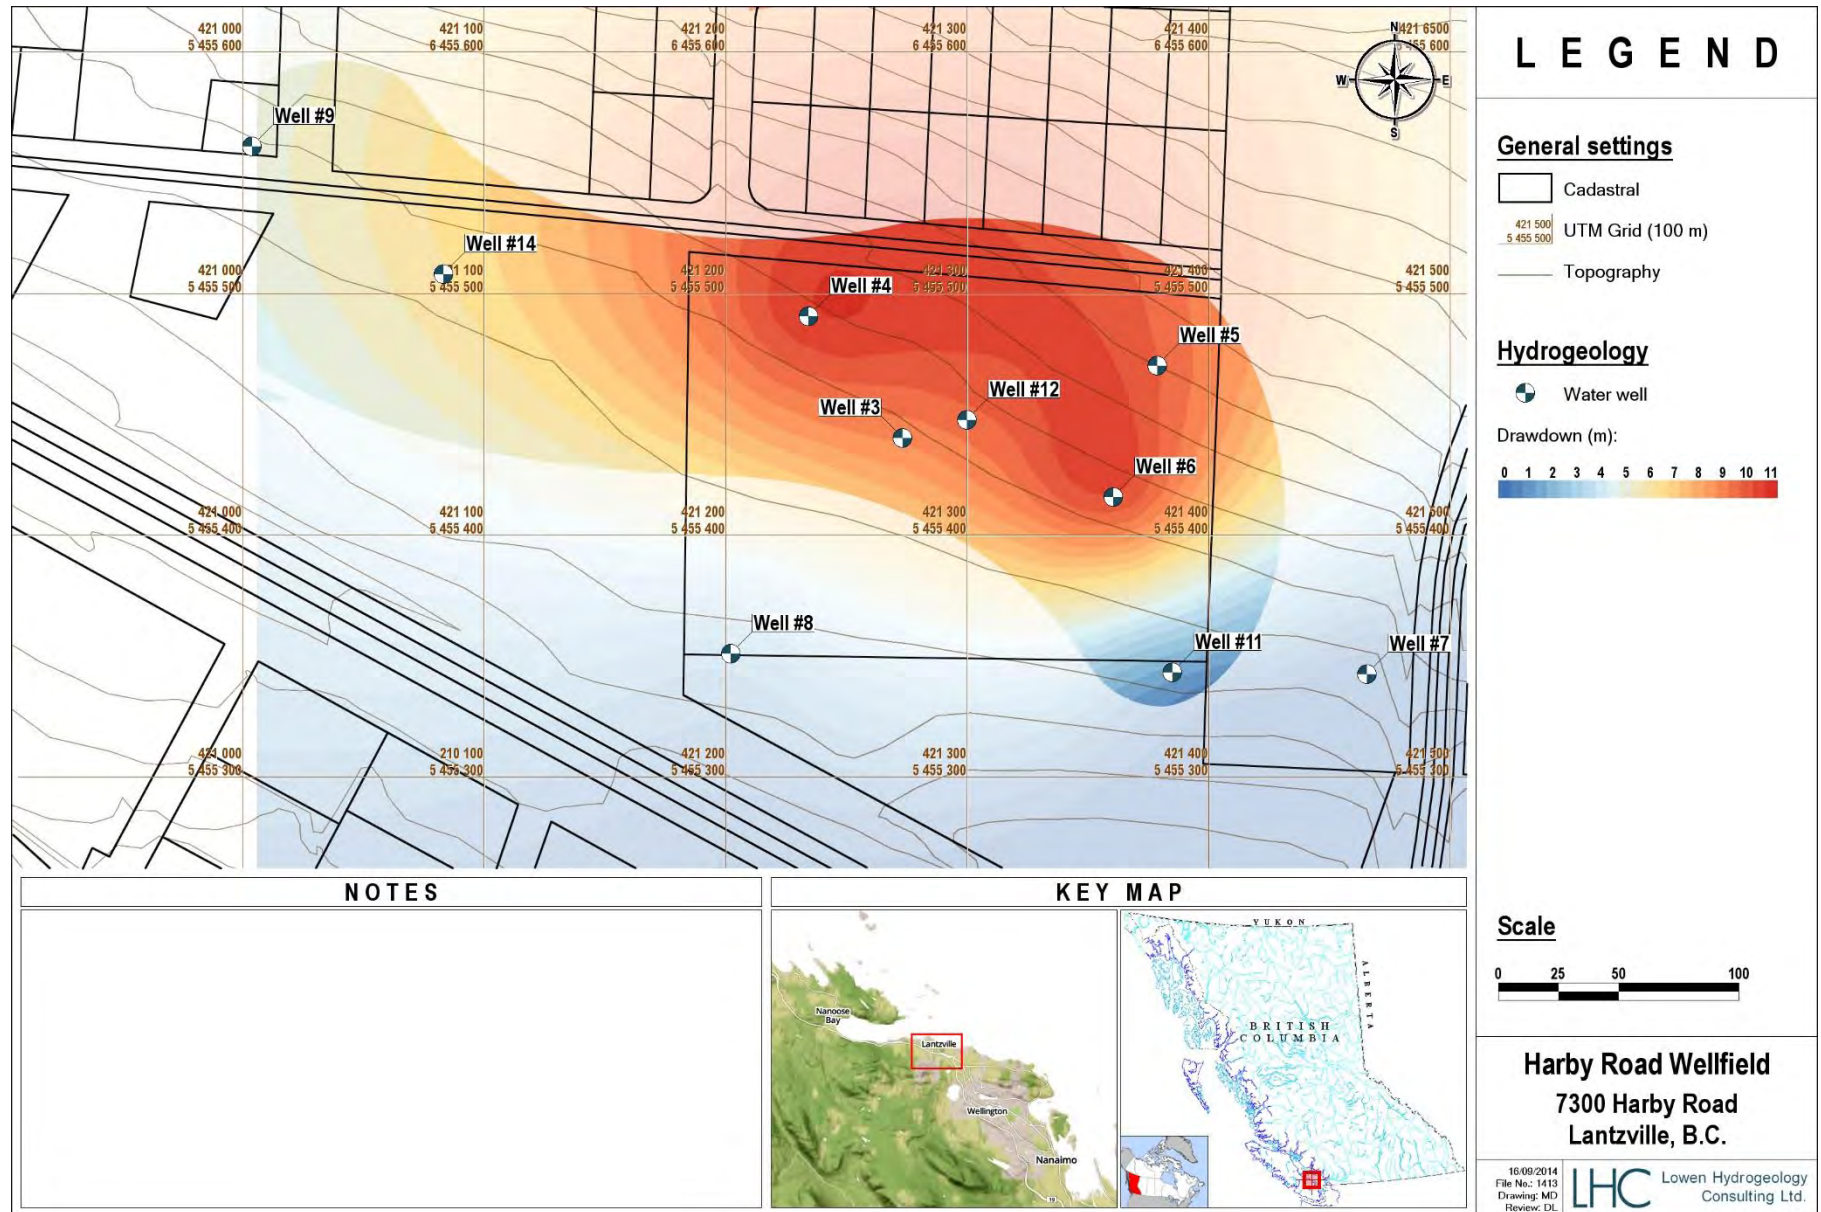 421 000
5 455 600
421 100
6 455 600
421 200
6 455 600
421 300
6 455 600
421 400
6 455 600
421 6500
5 455 600
N
W
E
S
Well #9
Well #14
421 000
5 455 500
5 455 500
421 200
5 455 500
421 300
5 455 500
421 400
5 455 500
421 500
5 455 500
Well #4
Well #5
Well #12
Well #3
Well #6
421 000
5 455 400
421 100
5 455 400
421 200
5 455 400
421 300
5 455 400
421 400
5 455 400
421 500
5 455 400
Well #8
Well #11
Well #7
421 000
5 455 300
210 100
5 455 300
421 200
5 455 300
421 300
5 455 300
421 400
5 455 300
421 500
5 455 300
LEGEND
General settings
Cadastral
421 500
5 455 500
UTM Grid (100 m)
Topography
Hydrogeology
Water well
Drawdown (m):
0 1 2 3 4 5 6 7 8 9 10 11
Scale
0 25 50 100
NOTES
KEY MAP
Nanoose
Bay
Lantzville
Wellington
Nanaimo
19
YUKON
ALBERTA
BRITISH
COLUMBIA
Harby Road Wellfield
7300 Harby Road
Lantzville, B.C.
16/09/2014
File No.: 1413
Drawing: MD
Review: DL
LHC
Lowen Hydrogeology
Consulting Ltd.